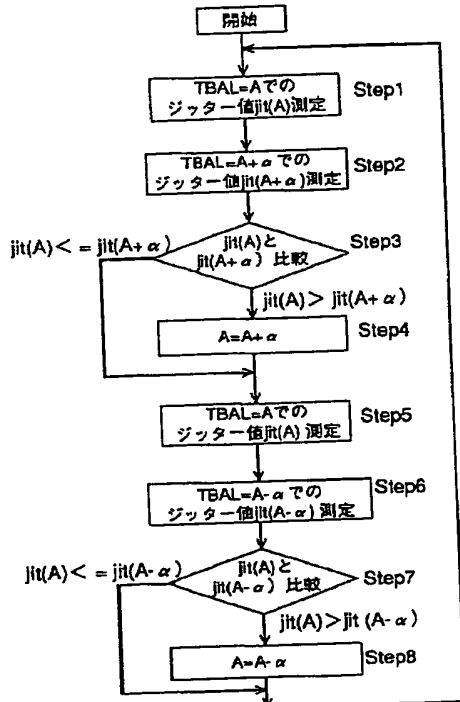 開始
TBAL=Aでの
ジッター値jit(A)測定
Step1
TBAL=A+αでの
ジッター値jit(A+α)測定
Step2
jit(A)<=jit(A+α)
jit(A)と
jit(A+α) 比較
Step3
jit(A)>jit(A+α)
A=A+α
Step4
TBAL=Aでの
ジッター値jit(A) 測定
Step5
TBAL=A-αでの
ジッター値jit(A-α) 測定
Step6
jit(A)<=jit(A-α)
jit(A)と
jit(A-α) 比較
Step7
jit(A)>jit (A-α)
A=A-α
Step8